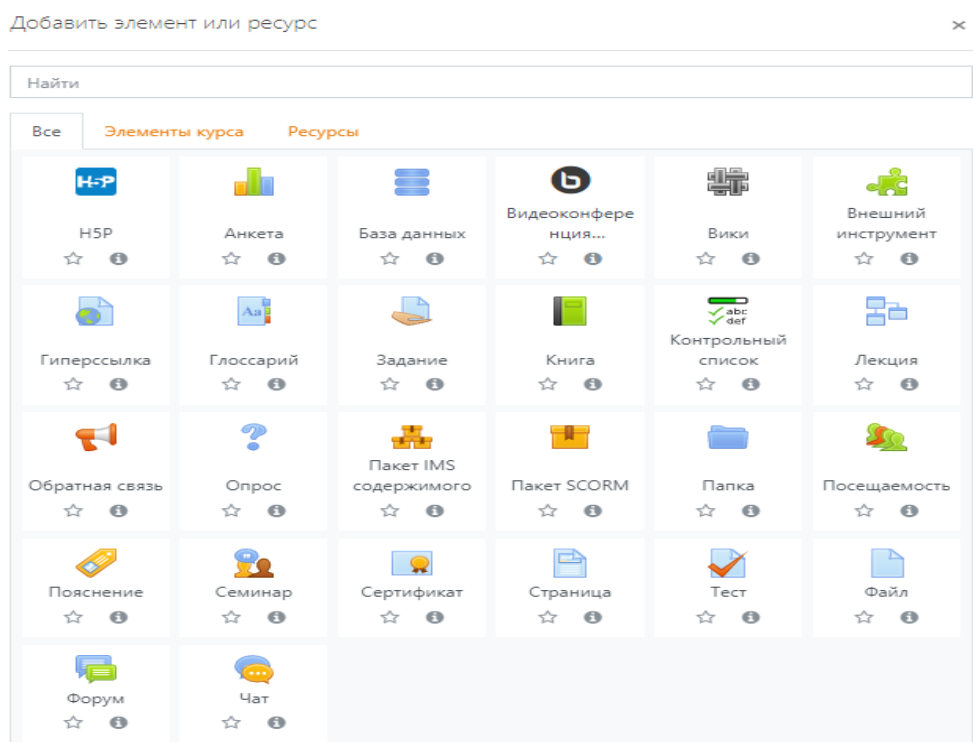 Добавить элемент или ресурс ×
Найти
Все Элементы курса Ресурсы
H5P
H5P
Анкета
База данных
b
Видеоконфере
нция...
Вики
Внешний
инструмент
Гиперссылка
Aa
Глоссарий
Задание
Книга
abc
def
Контрольный
список
Лекция
Обратная связь
?
Опрос
Пакет IMS
содержимого
Пакет SCORM
Папка
Посещаемость
Пояснение
Семинар
Сертификат
Страница
Тест
Файл
Форум
Чат